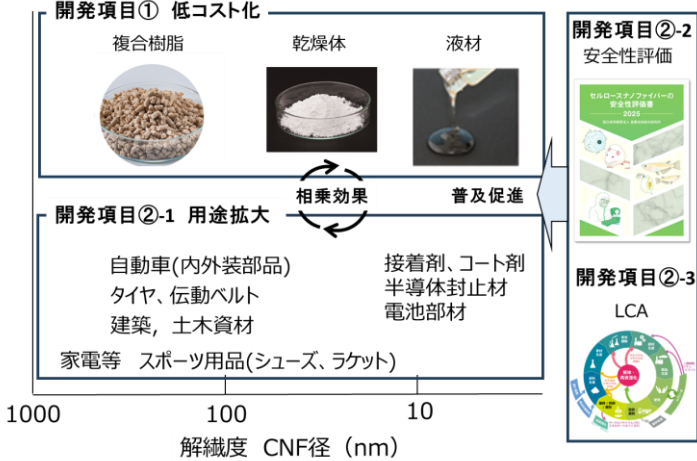 開発項目① 低コスト化
複合樹脂
乾燥体
液材
相乗効果
普及促進
開発項目②-1 用途拡大
自動車(内外装部品)
タイヤ、伝動ベルト
建築, 土木資材
家電等 スポーツ用品(シューズ、ラケット)
接着剤、コート剤
半導体封止材
電池部材
1000
100
10
解繊度 CNF径（nm）
開発項目②-2
安全性評価
セルロースナノファイバーの
安全性評価書
2025
開発項目②-3
LCA